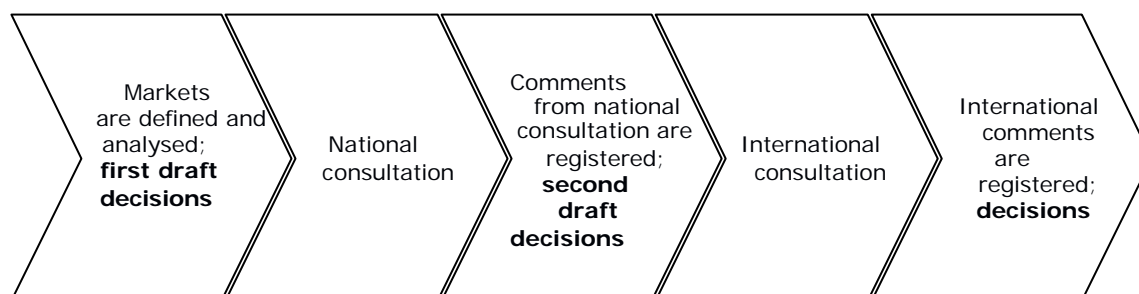 Markets
are defined and
analysed;
first draft
decisions
National
consultation
Comments
from national
consultation are
registered;
second
draft
decisions
International
consultation
International
comments
are
registered;
decisions